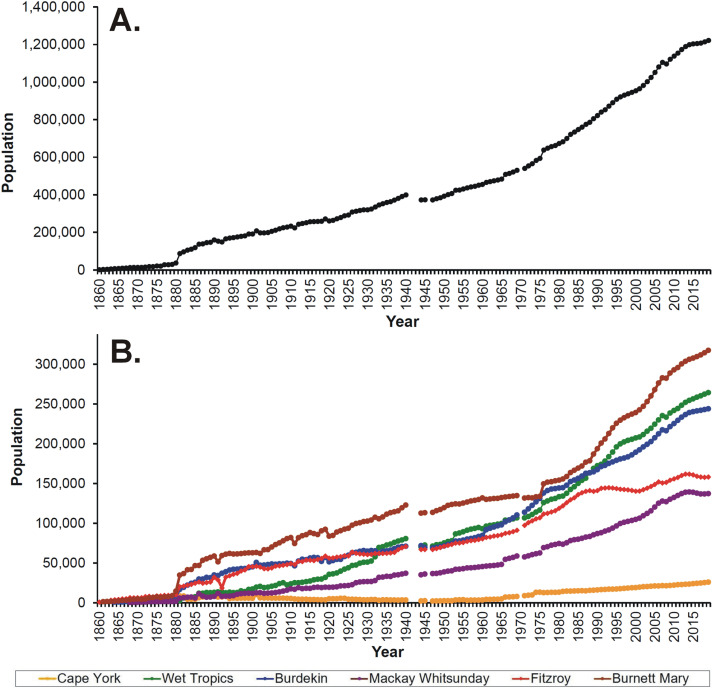 A.
1,400,000
1,200,000
1,000,000
800,000
600,000
400,000
200,000
0
Population
1860 1865 1870 1875 1880 1885 1890 1895 1900 1905 1910 1915 1920 1925 1930 1935 1940 1945 1950 1955 1960 1965 1970 1975 1980 1985 1990 1995 2000 2005 2010 2015
Year
B.
300,000
250,000
200,000
150,000
100,000
50,000
0
Population
1860 1865 1870 1875 1880 1885 1890 1895 1900 1905 1910 1915 1920 1925 1930 1935 1940 1945 1950 1955 1960 1965 1970 1975 1980 1985 1990 1995 2000 2005 2010 2015
Year
Cape York Wet Tropics Burdekin Mackay Whitsunday Fitzroy Burnett Mary